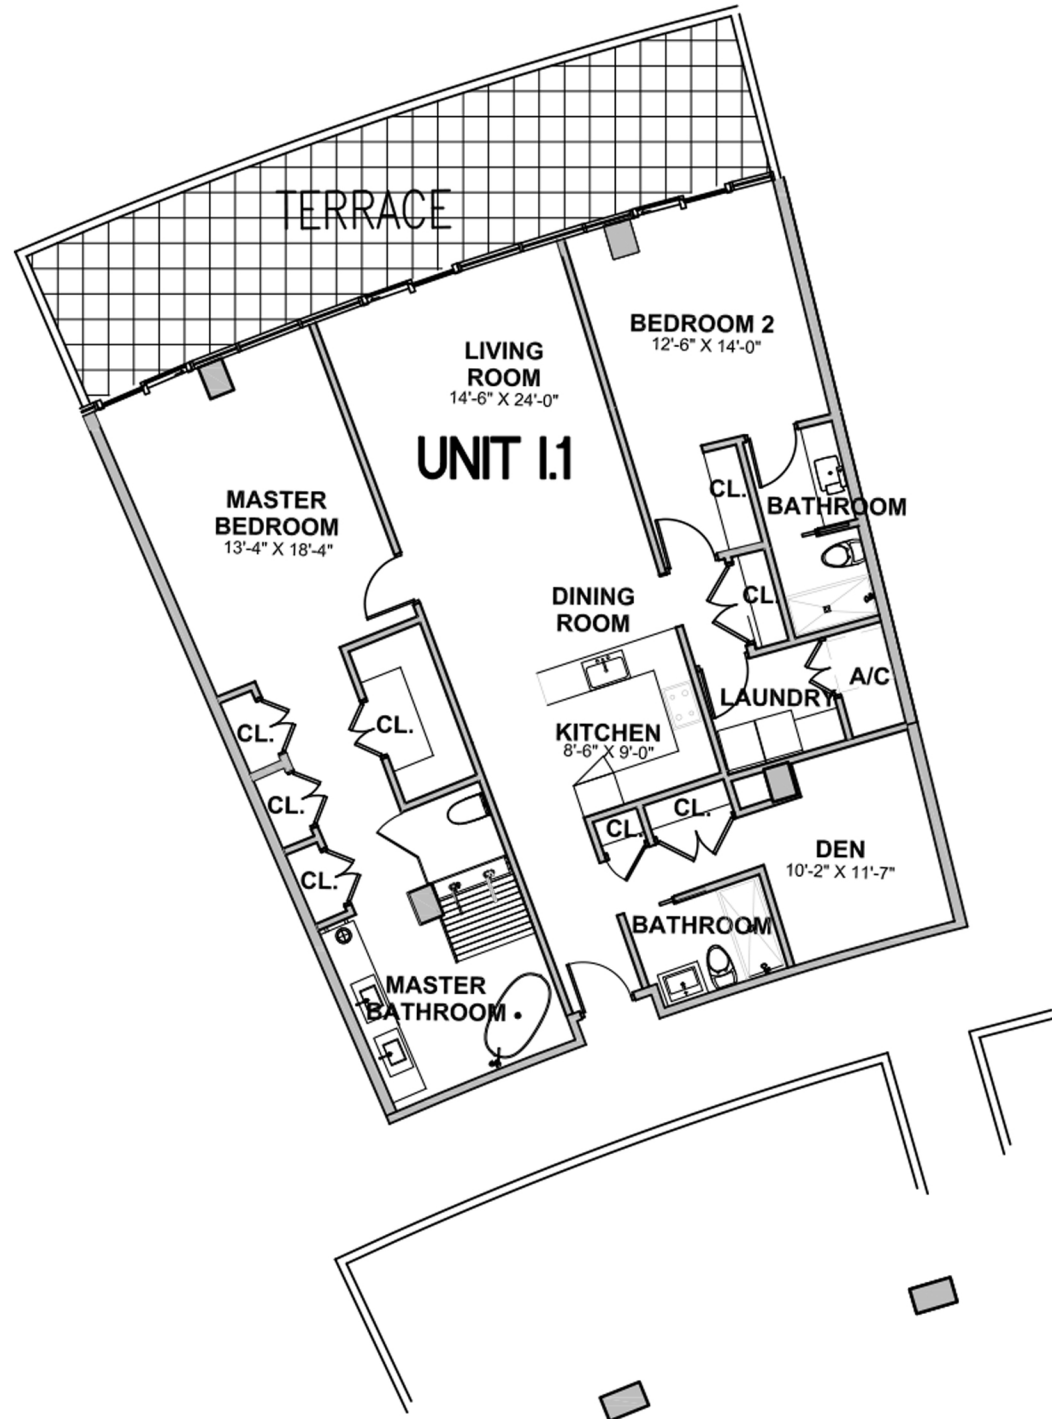 TERRACE
BEDROOM 2
12'-6" X 14'-0"
LIVING
ROOM
14'-6" X 24'-0"
UNIT I.1
MASTER
BEDROOM
13'-4" X 18'-4"
CL.
BATHROOM
DINING
ROOM
CL.
A/C
LAUNDRY
CL.
CL.
KITCHEN
8'-6" X 9'-0"
CL.
CL.
CL.
DEN
10'-2" X 11'-7"
CL.
BATHROOM
MASTER
BATHROOM